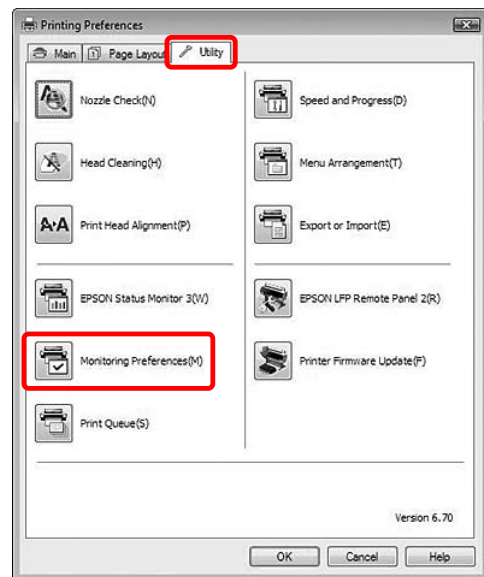 Printing Preferences
Main
Page Layout
Utility
Nozzle Check(N)
Speed and Progress(D)
Head Cleaning(H)
Menu Arrangement(T)
A▸A
Print Head Alignment(P)
Export or Import(E)
EPSON Status Monitor 3(W)
EPSON LFP Remote Panel 2(R)
Monitoring Preferences(M)
Printer Firmware Update(F)
Print Queue(S)
Version 6.70
OK
Cancel
Help